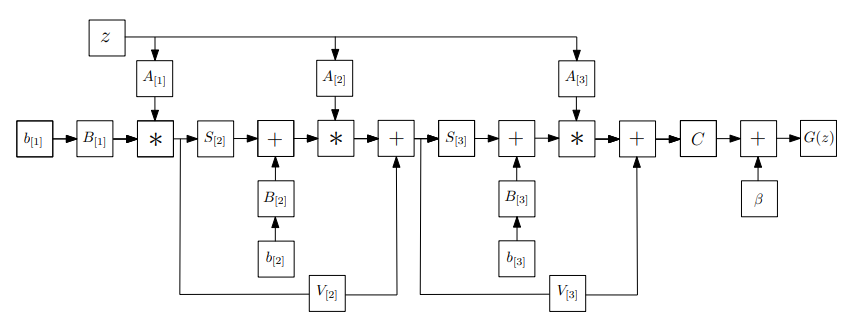 z
A_{[1]} A_{[2]} A_{[3]}
b_{[1]} B_{[1]} * S_{[2]} + * + S_{[3]} + * + C + G(z)
B_{[2]} B_{[3]} β
b_{[2]} b_{[3]}
V_{[2]} V_{[3]}